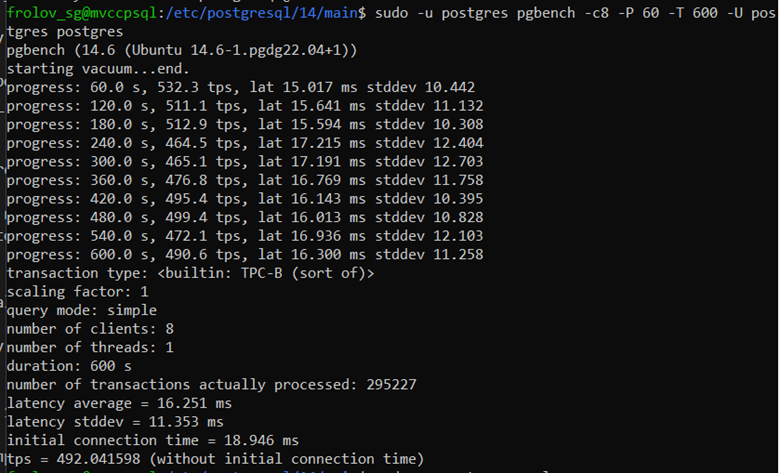 frolov_sg@mvccpsql:/etc/postgresql/14/main$ sudo -u postgres pgbench -c8 -P 60 -T 600 -U pos
tgres postgres
pgbench (14.6 (Ubuntu 14.6-1.pgdg22.04+1))
starting vacuum...end.
progress: 60.0 s, 532.3 tps, lat 15.017 ms stddev 10.442
progress: 120.0 s, 511.1 tps, lat 15.641 ms stddev 11.132
progress: 180.0 s, 512.9 tps, lat 15.594 ms stddev 10.308
progress: 240.0 s, 464.5 tps, lat 17.215 ms stddev 12.404
progress: 300.0 s, 465.1 tps, lat 17.191 ms stddev 12.703
progress: 360.0 s, 476.8 tps, lat 16.769 ms stddev 11.758
progress: 420.0 s, 495.4 tps, lat 16.143 ms stddev 10.395
progress: 480.0 s, 499.4 tps, lat 16.013 ms stddev 10.828
progress: 540.0 s, 472.1 tps, lat 16.936 ms stddev 12.103
progress: 600.0 s, 490.6 tps, lat 16.300 ms stddev 11.258
transaction type: <builtin: TPC-B (sort of)>
scaling factor: 1
query mode: simple
number of clients: 8
number of threads: 1
duration: 600 s
number of transactions actually processed: 295227
latency average = 16.251 ms
latency stddev = 11.353 ms
initial connection time = 18.946 ms
tps = 492.041598 (without initial connection time)